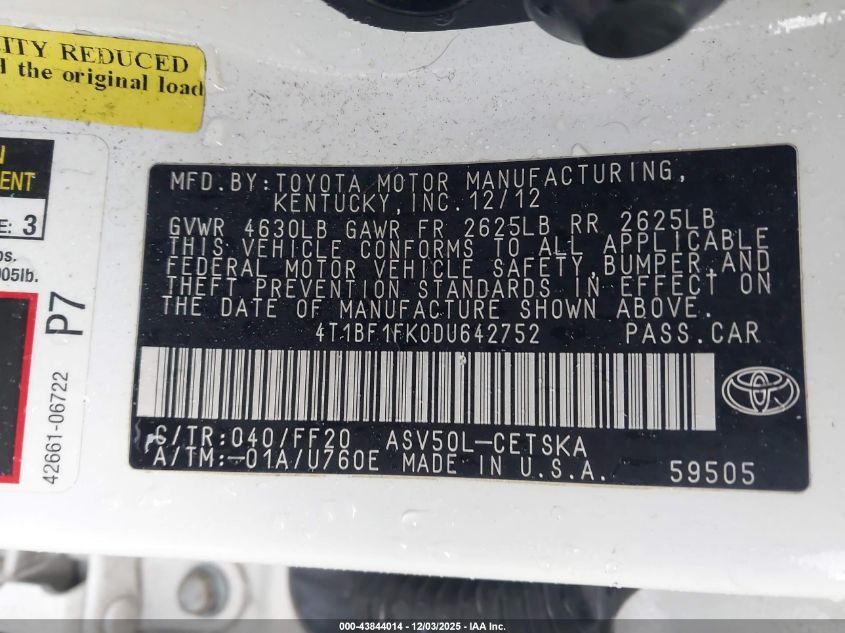 ITY REDUCED
the original load
N
ENT
E: 3
os.
005lb.
P7
42661-06722
MFD.BY:TOYOTA MOTOR MANUFACTURING,
KENTUCKY,INC.12/12
GVWR 4630LB GAWR FR 2625LB RR 2625LB
THIS VEHICLE CONFORMS TO ALL APPLICABLE
FEDERAL MOTOR VEHICLE SAFETY,BUMPER,AND
THEFT PREVENTION STANDARDS IN EFFECT ON
THE DATE OF MANUFACTURE SHOWN ABOVE.
4T1BF1FK0DU642752 PASS.CAR
C/TR:040/FF20 ASV50L-CETSKA
A/TM:-01A/U760E MADE IN U.S.A. 59505
000-43844014 - 12/03/2025 - IAA Inc.